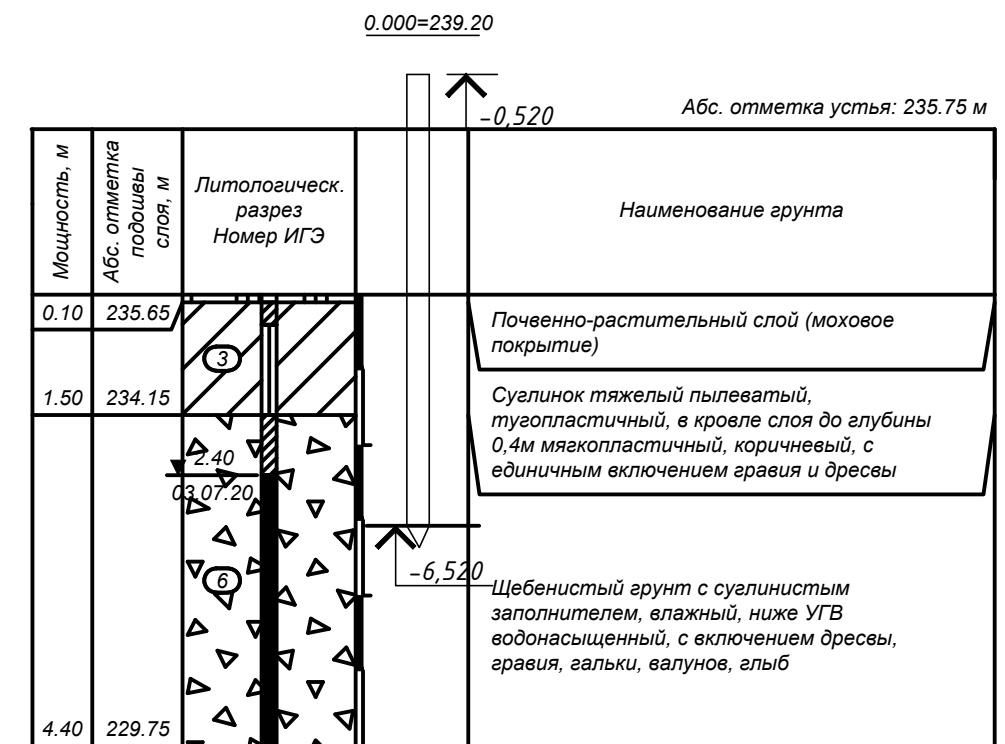 0.000=239.20
-0,520
Абс. отметка устья: 235.75 м
Мощность, м
Абс. отметка
подошвы
слоя, м
Литологическ.
разрез
Номер ИГЭ
Наименование грунта
0.10 235.65
Почвенно-растительный слой (моховое
покрытие)
3
1.50 234.15
Суглинок тяжелый пылеватый,
тугопластичный, в кровле слоя до глубины
0,4м мягкопластичный, коричневый, с
единичным включением гравия и дресвы
2.40
03.07.20
6
-6,520
Щебенистый грунт с суглинистым
заполнителем, влажный, ниже УГВ
водонасыщенный, с включением дресвы,
гравия, гальки, валунов, глыб
4.40 229.75